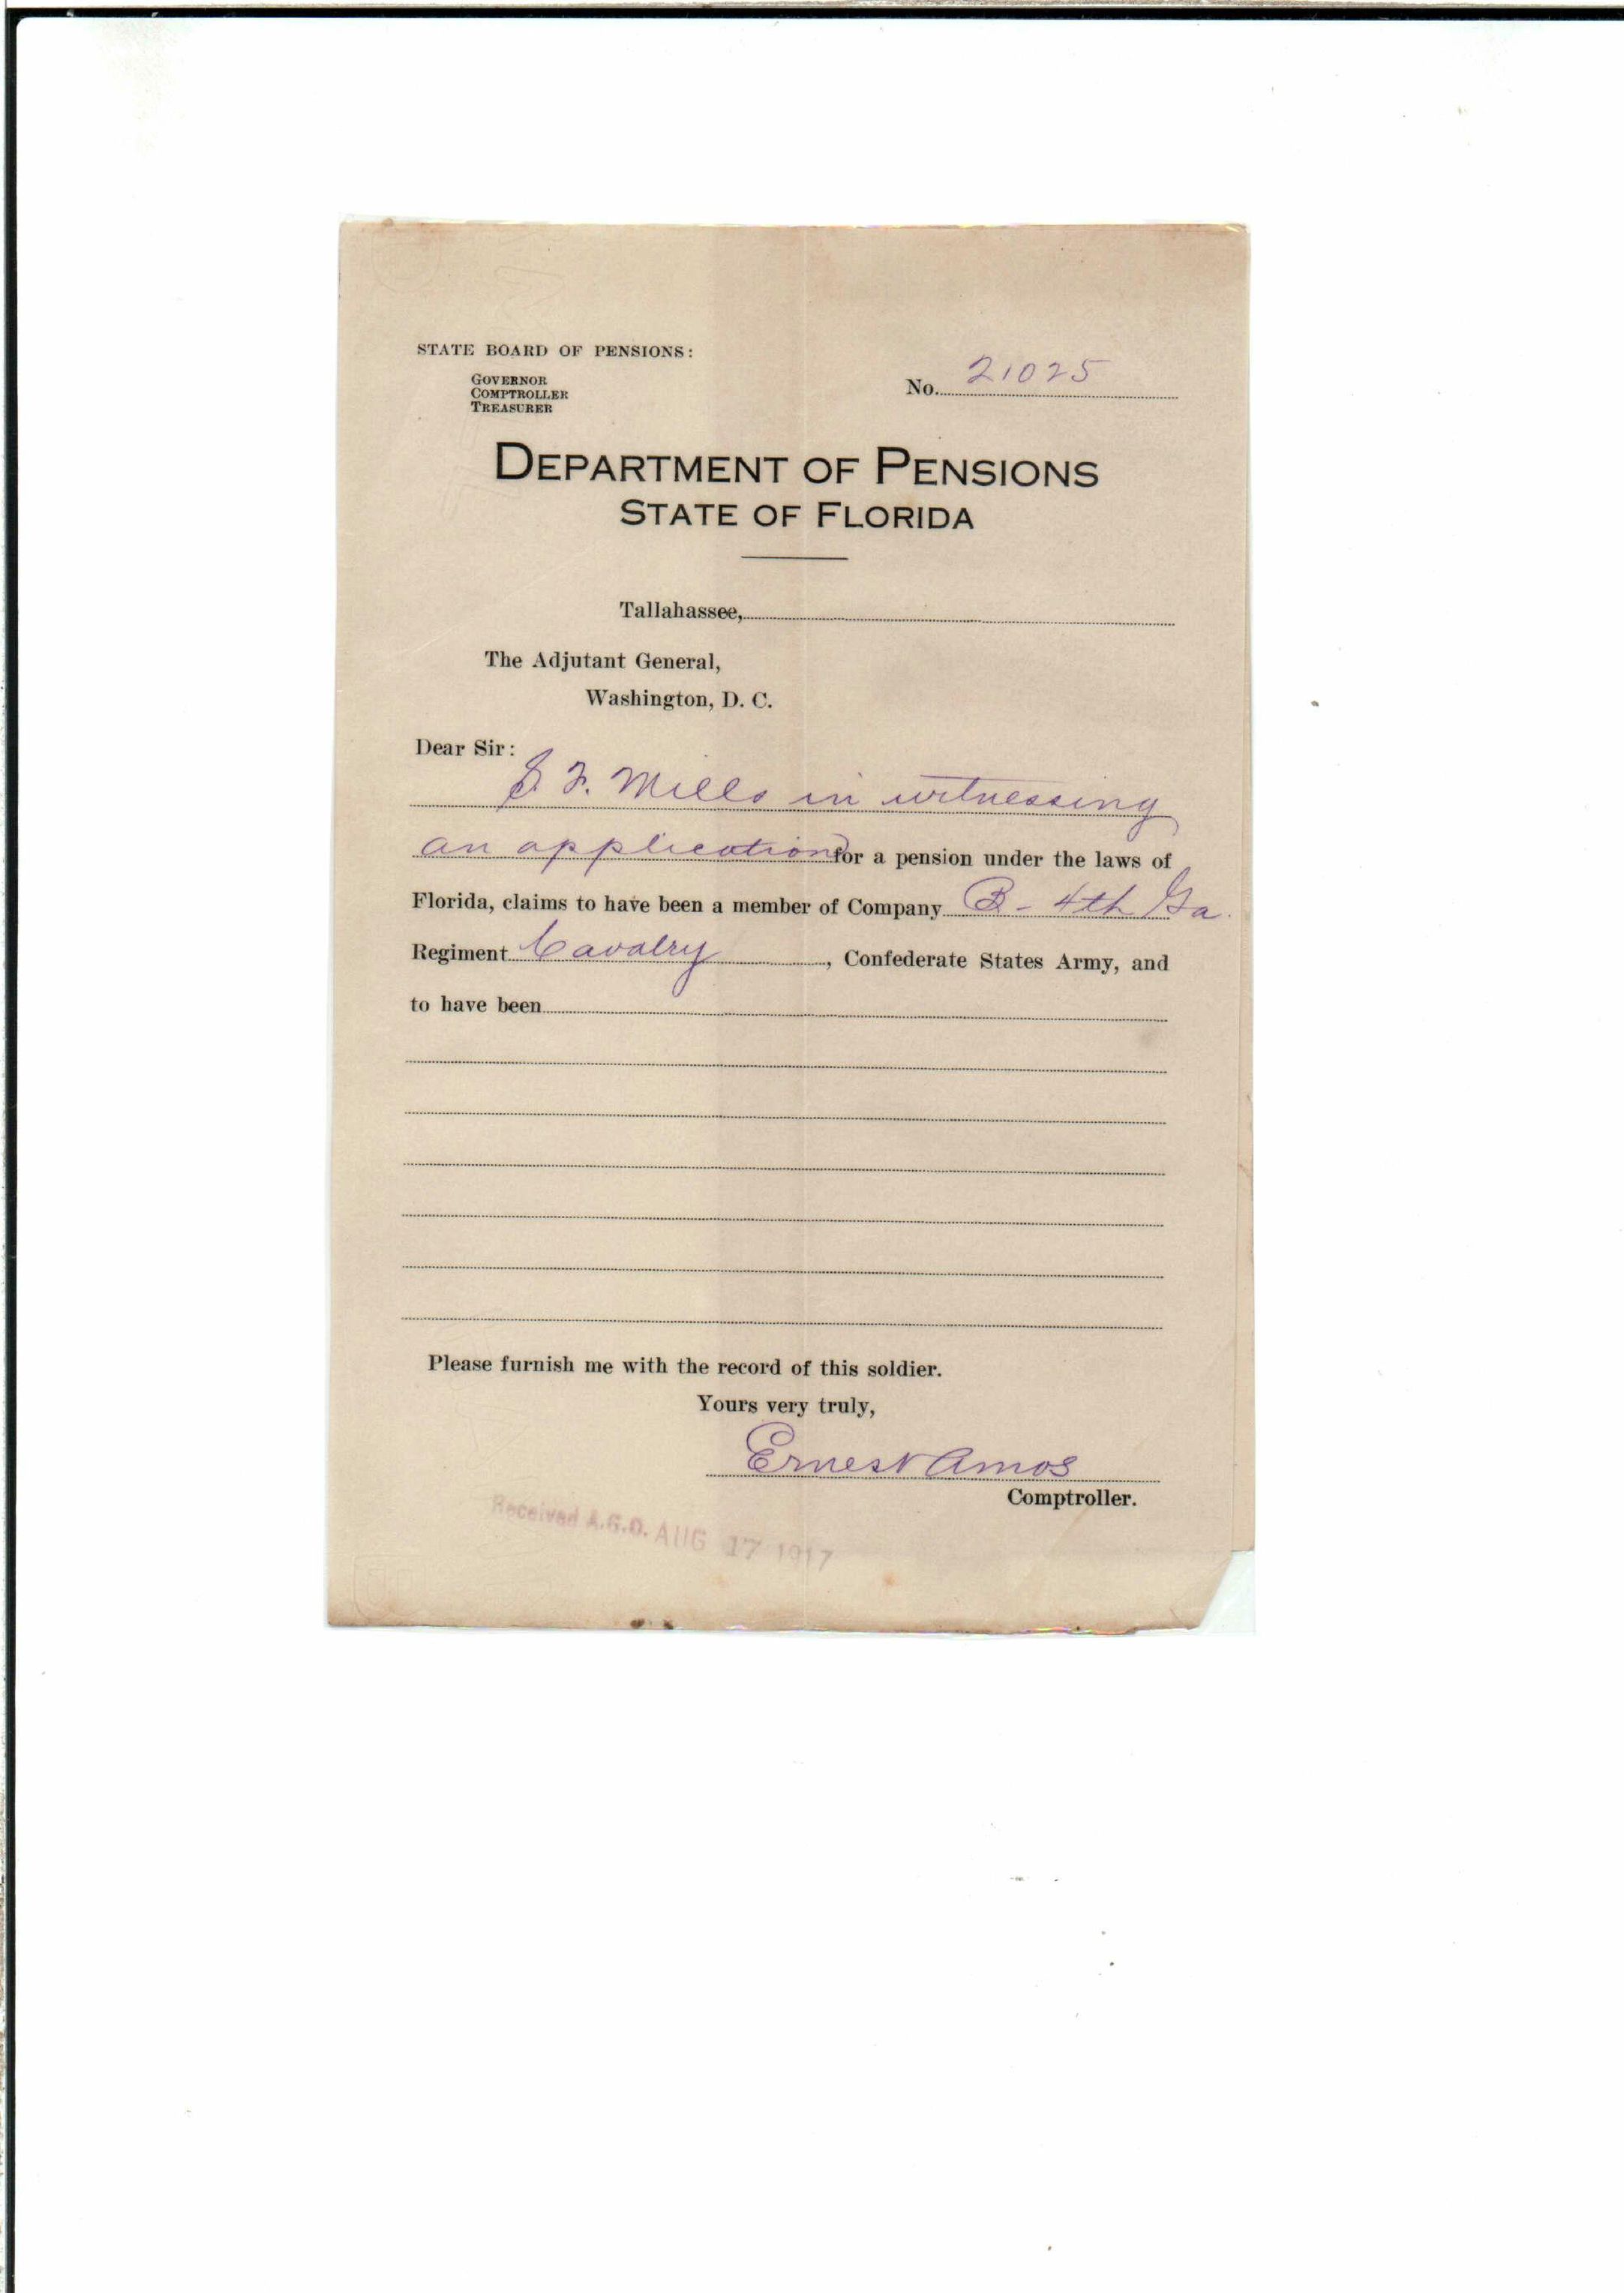 STATE BOARD OF PENSIONS:
GOVERNOR
COMPTROLLER
TREASURER
No. 21025
DEPARTMENT OF PENSIONS
STATE OF FLORIDA
Tallahassee,
The Adjutant General,
Washington, D. C.
Dear Sir:
F. Mills in witnessing
an application for a pension under the laws of
Florida, claims to have been a member of Company B - 4th Ga.
Regiment Cavalry, Confederate States Army, and
to have been
Please furnish me with the record of this soldier.
Yours very truly,
Ernest Amos
Comptroller.
Received A.G.O. AUG 17 1917